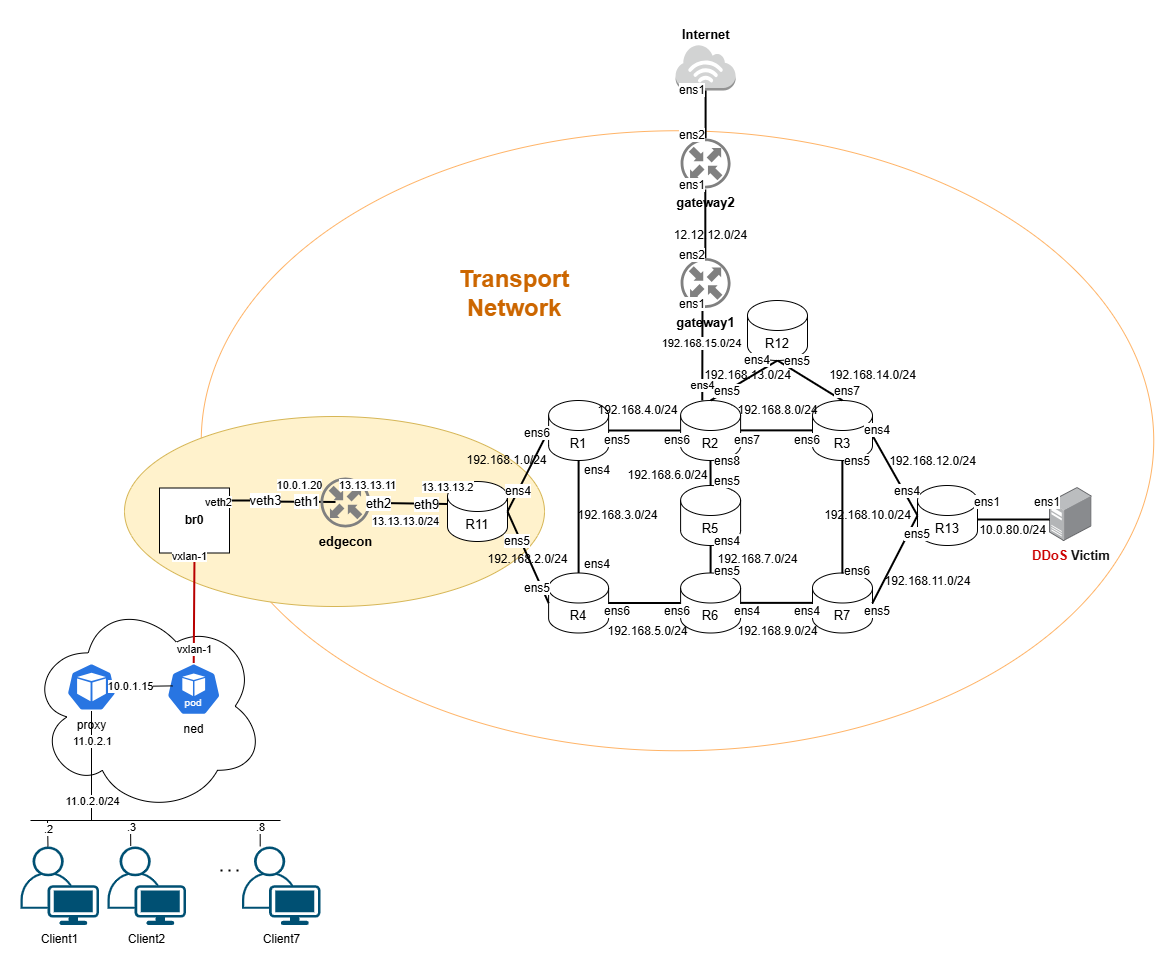 Internet
ens1
ens2
ens1
gateway2
12.12.12.0/24
ens2
Transport
Network
ens1
gateway1
192.168.15.0/24
R12
ens4
ens5
192.168.13.0/24
192.168.14.0/24
ens4
ens5
ens7
192.168.4.0/24
192.168.8.0/24
ens6
R1
ens5
ens6
R2
ens7
ens6
R3
ens4
192.168.1.0/24
ens4
192.168.6.0/24
ens8
ens5
192.168.12.0/24
10.0.1.20
13.13.13.11
13.13.13.2
ens4
ens5
ens4
veth2
veth3
eth1
eth2
eth9
ens1
ens1
br0
13.13.13.0/24
R11
192.168.3.0/24
R5
192.168.10.0/24
R13
10.0.80.0/24
edgecon
ens5
ens4
ens5
DDoS Victim
vxlan-1
192.168.2.0/24
ens4
192.168.7.0/24
ens5
ens6
192.168.11.0/24
ens5
R4
ens6
ens6
R6
ens4
ens4
R7
ens5
192.168.5.0/24
192.168.9.0/24
vxlan-1
10.0.1.15
pod
proxy
ned
11.0.2.1
11.0.2.0/24
.2
.3
.8
...
Client1
Client2
Client7